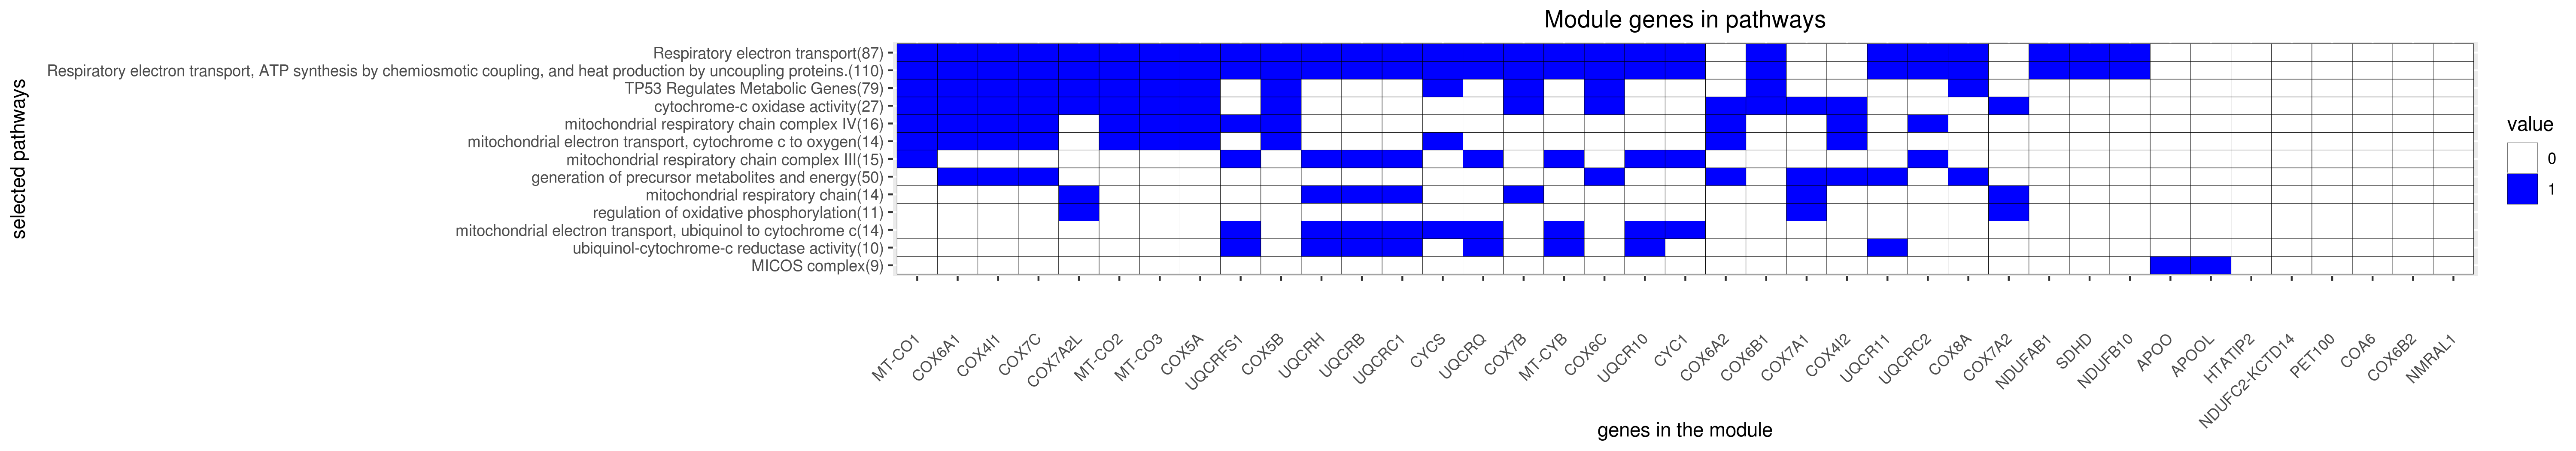 Module genes in pathways
selected pathways
Respiratory electron transport(87)
Respiratory electron transport, ATP synthesis by chemiosmotic coupling, and heat production by uncoupling proteins.(110)
TP53 Regulates Metabolic Genes(79)
cytochrome-c oxidase activity(27)
mitochondrial respiratory chain complex IV(16)
mitochondrial electron transport, cytochrome c to oxygen(14)
mitochondrial respiratory chain complex III(15)
generation of precursor metabolites and energy(50)
mitochondrial respiratory chain(14)
regulation of oxidative phosphorylation(11)
mitochondrial electron transport, ubiquinol to cytochrome c(14)
ubiquinol-cytochrome-c reductase activity(10)
MICOS complex(9)
value
0
1
MT-CO1
COX6A1
COX4I1
COX7C
COX7A2L
MT-CO2
MT-CO3
COX5A
UQCRFS1
COX5B
UQCRH
UQCRB
UQCRC1
CYCS
UQCRQ
COX7B
MT-CYB
COX6C
UQCR10
CYC1
COX6A2
COX6B1
COX7A1
COX4I2
UQCR11
UQCRC2
COX8A
COX7A2
NDUFAB1
SDHD
NDUFB10
APOO
APOOL
HTATIP2
NDUFC2-KCTD14
PET100
COA6
COX6B2
NMRAL1
genes in the module